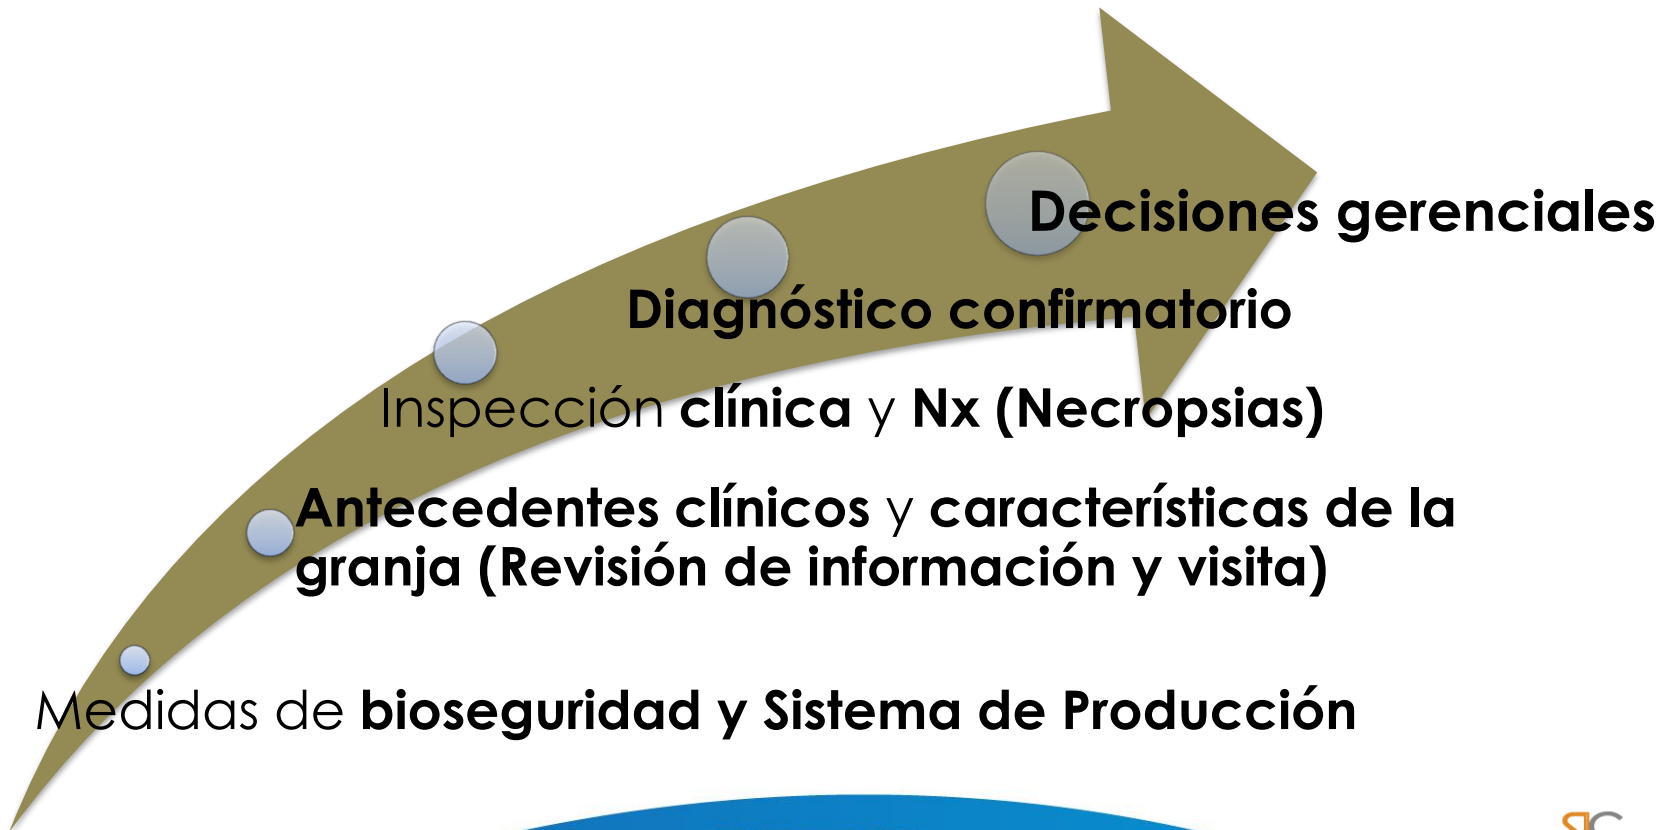 Decisiones gerenciales
Diagnóstico confirmatorio
Inspección clínica y Nx (Necropsias)
Antecedentes clínicos y características de la
granja (Revisión de información y visita)
Medidas de bioseguridad y Sistema de Producción